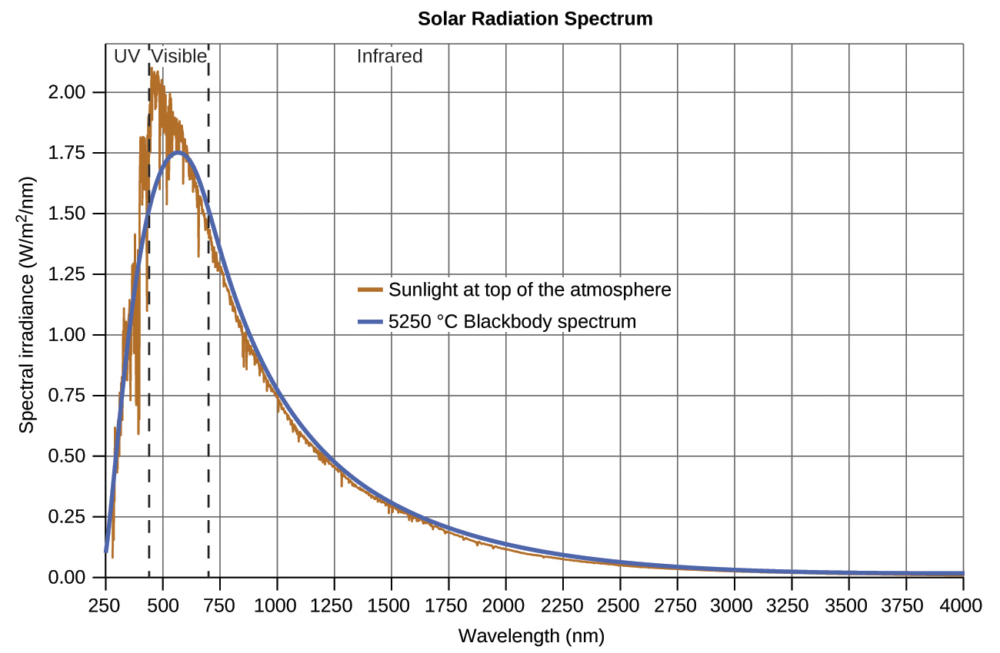 Solar Radiation Spectrum
UV Visible Infrared
2.00
1.75
1.50
1.25
1.00
0.75
0.50
0.25
0.00
Spectral irradiance (W/m²/nm)
Sunlight at top of the atmosphere
5250 °C Blackbody spectrum
250 500 750 1000 1250 1500 1750 2000 2250 2500 2750 3000 3250 3500 3750 4000
Wavelength (nm)